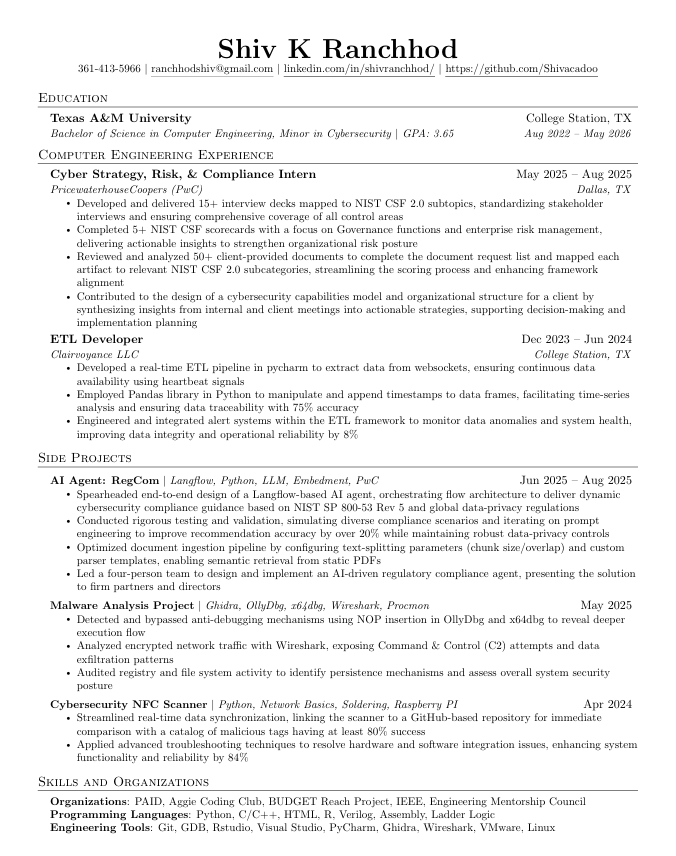 Shiv K Ranchhod
361-413-5966 | ranchhodshiv@gmail.com | linkedin.com/in/shivranchhod/ | https://github.com/Shivacadoo
Education
Texas A&M University College Station, TX
Bachelor of Science in Computer Engineering, Minor in Cybersecurity | GPA: 3.65 Aug 2022 – May 2026
Computer Engineering Experience
Cyber Strategy, Risk, & Compliance Intern May 2025 – Aug 2025
PricewaterhouseCoopers (PwC) Dallas, TX
• Developed and delivered 15+ interview decks mapped to NIST CSF 2.0 subtopics, standardizing stakeholder
interviews and ensuring comprehensive coverage of all control areas
• Completed 5+ NIST CSF scorecards with a focus on Governance functions and enterprise risk management,
delivering actionable insights to strengthen organizational risk posture
• Reviewed and analyzed 50+ client-provided documents to complete the document request list and mapped each
artifact to relevant NIST CSF 2.0 subcategories, streamlining the scoring process and enhancing framework
alignment
• Contributed to the design of a cybersecurity capabilities model and organizational structure for a client by
synthesizing insights from internal and client meetings into actionable strategies, supporting decision-making and
implementation planning
ETL Developer Dec 2023 – Jun 2024
Clairvoyance LLC College Station, TX
• Developed a real-time ETL pipeline in pycharm to extract data from websockets, ensuring continuous data
availability using heartbeat signals
• Employed Pandas library in Python to manipulate and append timestamps to data frames, facilitating time-series
analysis and ensuring data traceability with 75% accuracy
• Engineered and integrated alert systems within the ETL framework to monitor data anomalies and system health,
improving data integrity and operational reliability by 8%
Side Projects
AI Agent: RegCom | Langflow, Python, LLM, Embedment, PwC Jun 2025 – Aug 2025
• Spearheaded end-to-end design of a Langflow-based AI agent, orchestrating flow architecture to deliver dynamic
cybersecurity compliance guidance based on NIST SP 800-53 Rev 5 and global data-privacy regulations
• Conducted rigorous testing and validation, simulating diverse compliance scenarios and iterating on prompt
engineering to improve recommendation accuracy by over 20% while maintaining robust data-privacy controls
• Optimized document ingestion pipeline by configuring text-splitting parameters (chunk size/overlap) and custom
parser templates, enabling semantic retrieval from static PDFs
• Led a four-person team to design and implement an AI-driven regulatory compliance agent, presenting the solution
to firm partners and directors
Malware Analysis Project | Ghidra, OllyDbg, x64dbg, Wireshark, Procmon May 2025
• Detected and bypassed anti-debugging mechanisms using NOP insertion in OllyDbg and x64dbg to reveal deeper
execution flow
• Analyzed encrypted network traffic with Wireshark, exposing Command & Control (C2) attempts and data
exfiltration patterns
• Audited registry and file system activity to identify persistence mechanisms and assess overall system security
posture
Cybersecurity NFC Scanner | Python, Network Basics, Soldering, Raspberry PI Apr 2024
• Streamlined real-time data synchronization, linking the scanner to a GitHub-based repository for immediate
comparison with a catalog of malicious tags having at least 80% success
• Applied advanced troubleshooting techniques to resolve hardware and software integration issues, enhancing system
functionality and reliability by 84%
Skills and Organizations
Organizations: PAID, Aggie Coding Club, BUDGET Reach Project, IEEE, Engineering Mentorship Council
Programming Languages: Python, C/C++, HTML, R, Verilog, Assembly, Ladder Logic
Engineering Tools: Git, GDB, Rstudio, Visual Studio, PyCharm, Ghidra, Wireshark, VMware, Linux